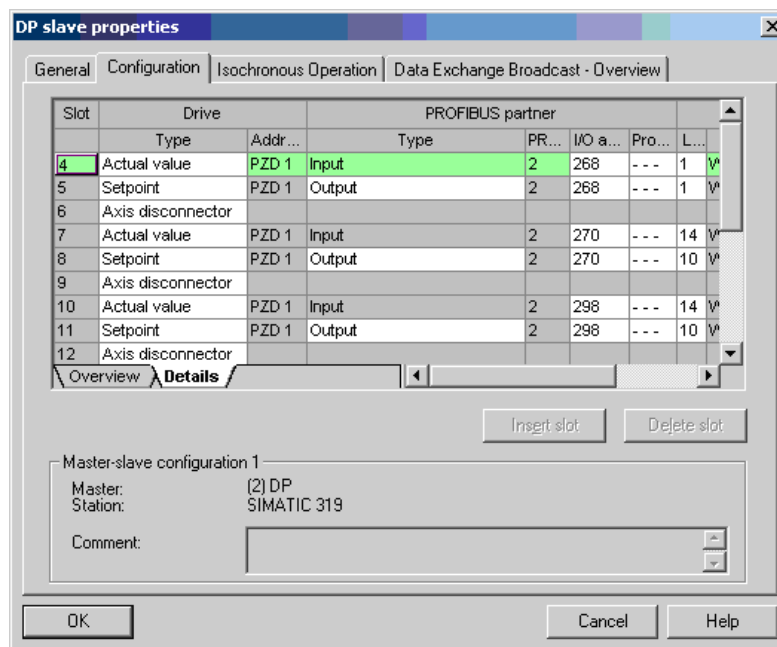 DP slave properties
General Configuration Isochronous Operation Data Exchange Broadcast - Overview
Slot Drive PROFIBUS partner
Type Addr... Type PR... I/O a... Pro... L...
4 Actual value PZD 1 Input 2 268 - - - 1
5 Setpoint PZD 1 Output 2 268 - - - 1
6 Axis disconnector
7 Actual value PZD 1 Input 2 270 - - - 14
8 Setpoint PZD 1 Output 2 270 - - - 10
9 Axis disconnector
10 Actual value PZD 1 Input 2 298 - - - 14
11 Setpoint PZD 1 Output 2 298 - - - 10
12 Axis disconnector
Overview Details
Insert slot Delete slot
Master-slave configuration 1
Master: (2) DP
Station: SIMATIC 319
Comment:
OK Cancel Help